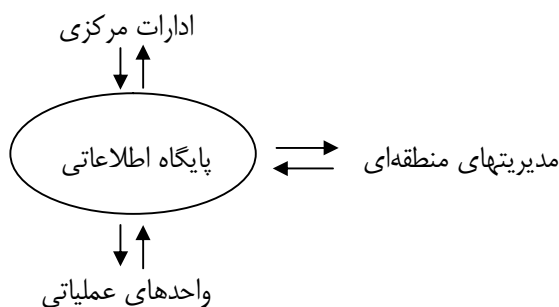 ادارات مرکزی
پایگاه اطلاعاتی
مدیریتهای منطقه‌ای
واحدهای عملیاتی